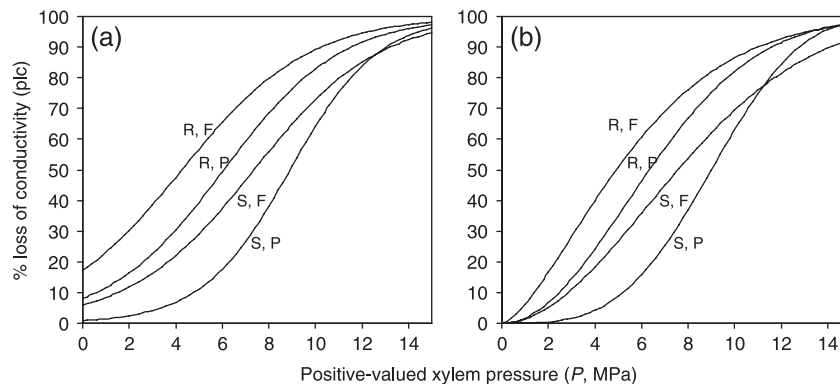 % loss of conductivity (plc)
100
90
80
70
60
50
40
30
20
10
0
(a)
R, F
R, P
S, F
S, P
0 2 4 6 8 10 12 14
100
90
80
70
60
50
40
30
20
10
0
(b)
R, F
R, P
S, F
S, P
0 2 4 6 8 10 12 14
Positive-valued xylem pressure (P, MPa)